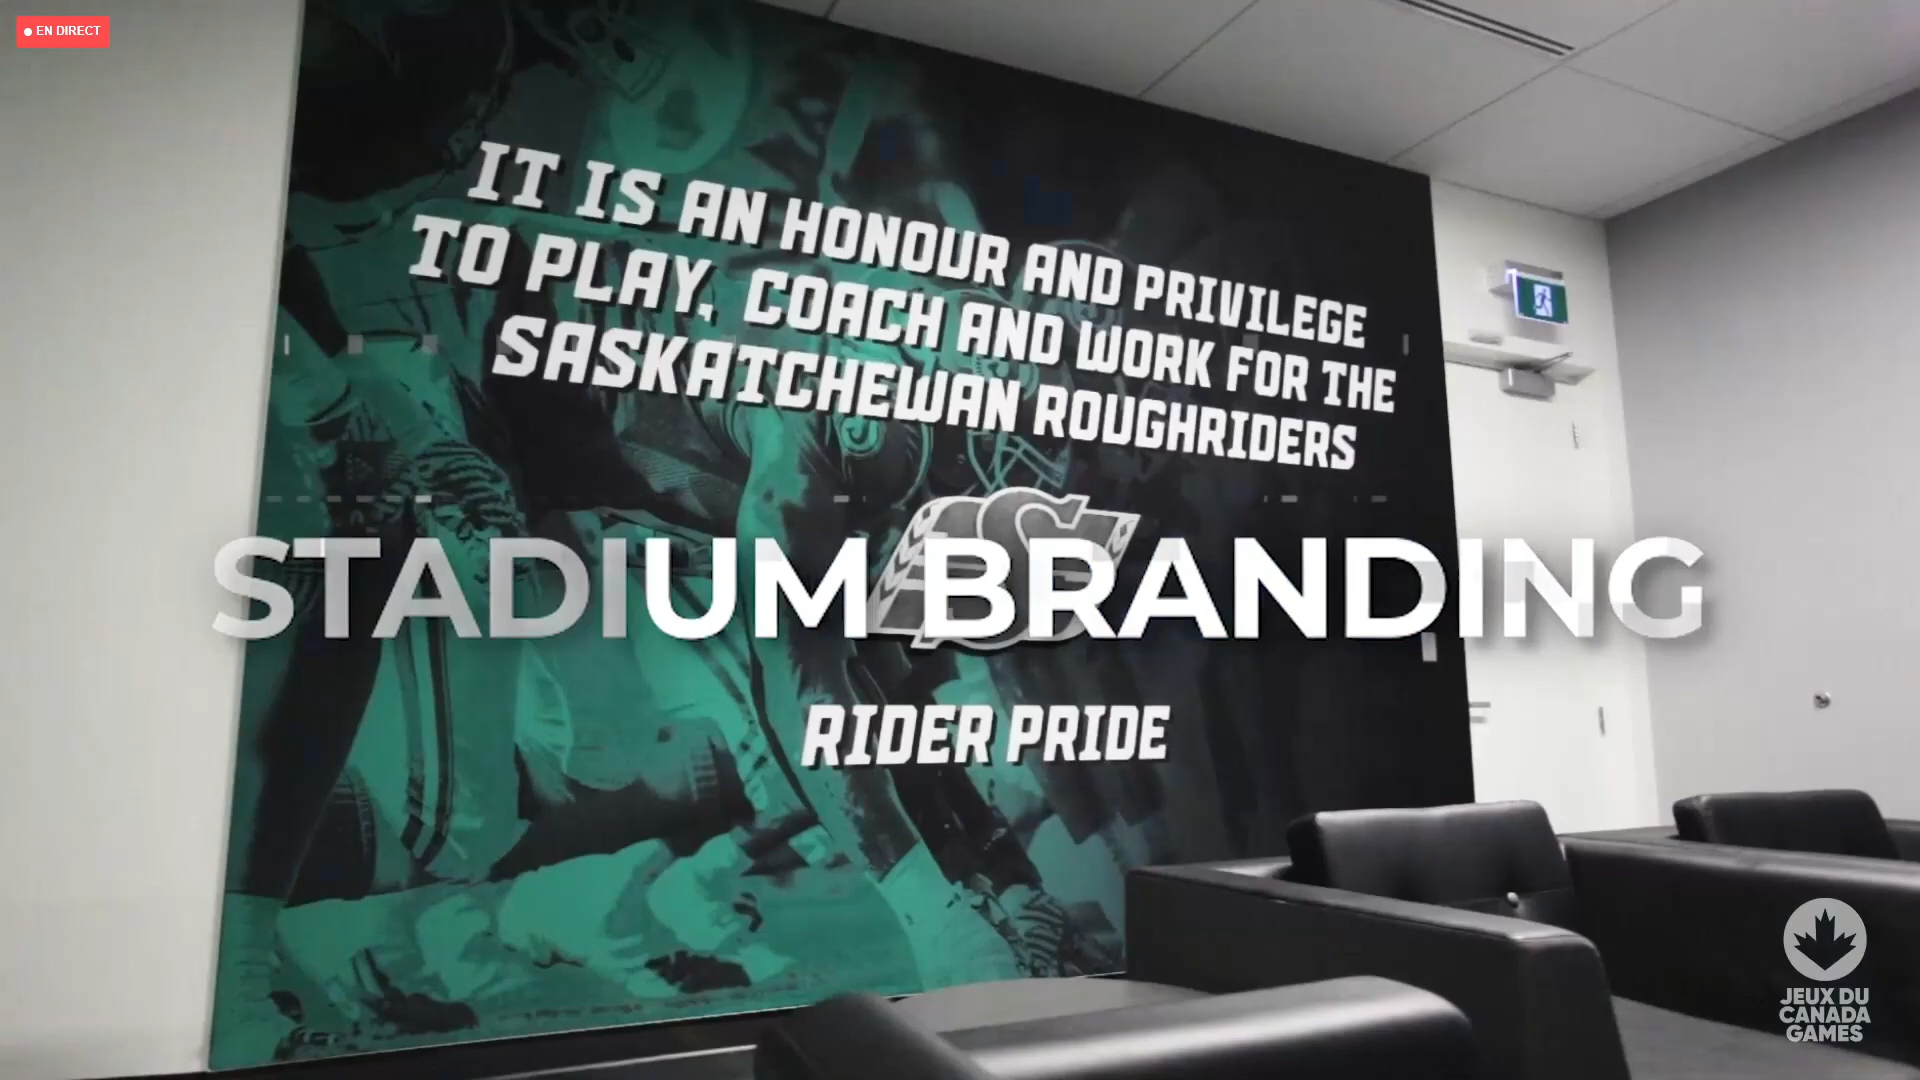 EN DIRECT
IT IS AN HONOUR AND PRIVILEGE
TO PLAY, COACH AND WORK FOR THE
SASKATCHEWAN ROUGHRIDERS
S
STADIUM BRANDING
RIDER PRIDE
JEUX DU
CANADA
GAMES